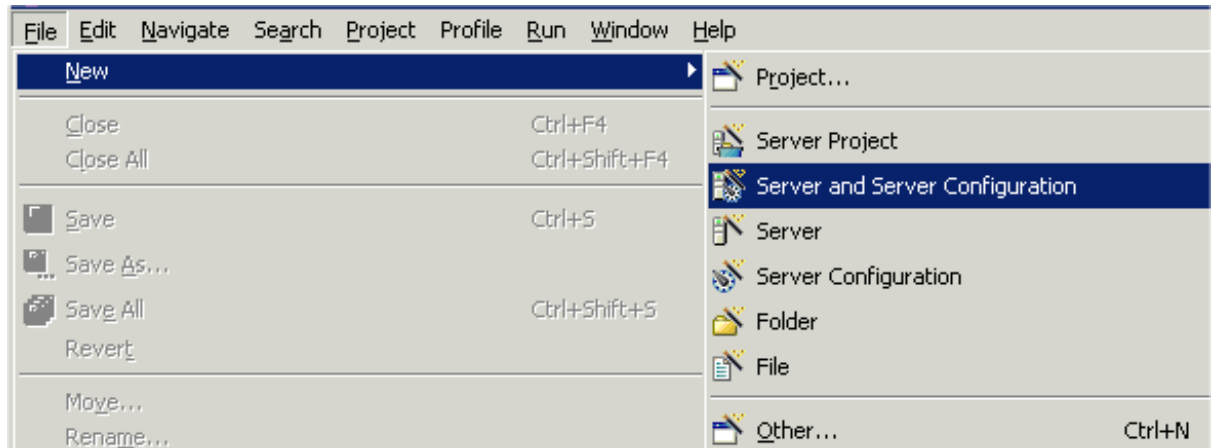 File Edit Navigate Search Project Profile Run Window Help
New
Close Ctrl+F4
Close All Ctrl+Shift+F4
Save Ctrl+S
Save As...
Save All Ctrl+Shift+S
Revert
Move...
Rename...
Project...
Server Project
Server and Server Configuration
Server
Server Configuration
Folder
File
Other... Ctrl+N